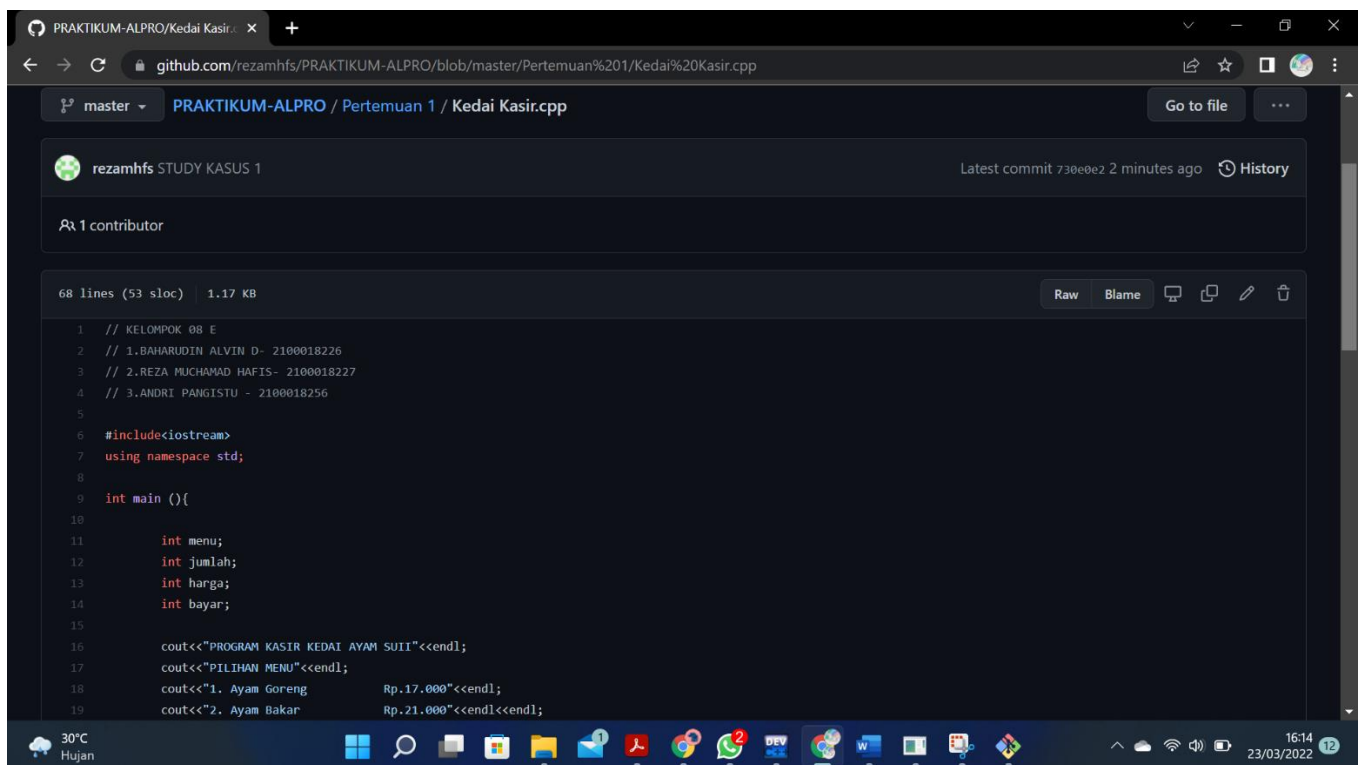 PRAKTIKUM-ALPRO/Kedai Kasir.c
github.com/rezamhfs/PRAKTIKUM-ALPRO/blob/master/Pertemuan%201/Kedai%20Kasir.cpp
master PRAKTIKUM-ALPRO / Pertemuan 1 / Kedai Kasir.cpp Go to file ...
rezamhfs STUDY KASUS 1 Latest commit 730e0e2 2 minutes ago History
1 contributor
68 lines (53 sloc) 1.17 KB Raw Blame
1 // KELOMPOK 08 E
2 // 1.BAHARUDIN ALVIN D- 2100018226
3 // 2.REZA MUCHAMAD HAFIS- 2100018227
4 // 3.ANDRI PANGISTU - 2100018256
5
6 #include<iostream>
7 using namespace std;
8
9 int main (){
10
11 int menu;
12 int jumlah;
13 int harga;
14 int bayar;
15
16 cout<<"PROGRAM KASIR KEDAI AYAM SUII"<<endl;
17 cout<<"PILIHAN MENU"<<endl;
18 cout<<"1. Ayam Goreng Rp.17.000"<<endl;
19 cout<<"2. Ayam Bakar Rp.21.000"<<endl<<endl;
30°C
Hujan
1
2
DEV
W
16:14
23/03/2022
12